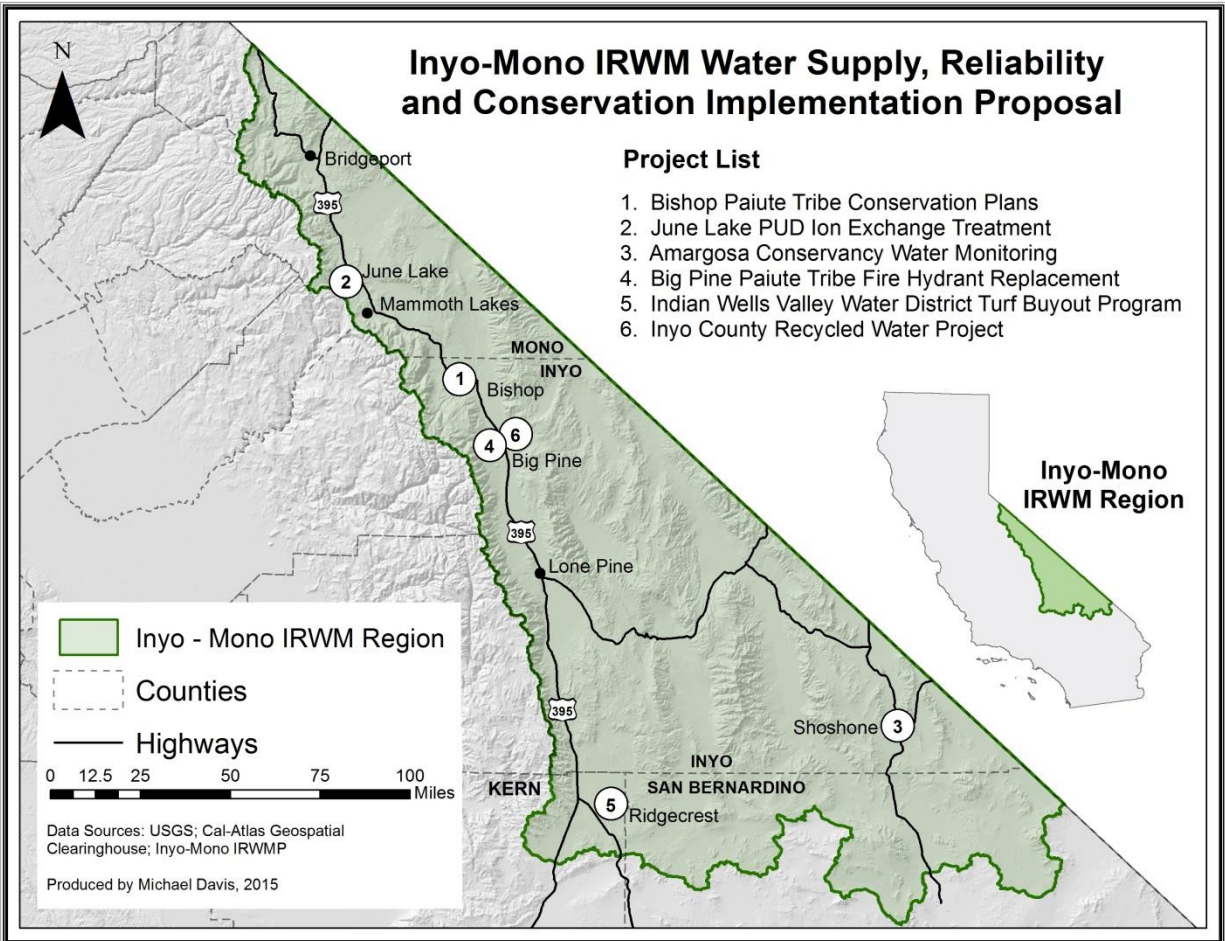 N
Inyo-Mono IRWM Water Supply, Reliability
and Conservation Implementation Proposal
Project List
1. Bishop Paiute Tribe Conservation Plans
2. June Lake PUD Ion Exchange Treatment
3. Amargosa Conservancy Water Monitoring
4. Big Pine Paiute Tribe Fire Hydrant Replacement
5. Indian Wells Valley Water District Turf Buyout Program
6. Inyo County Recycled Water Project
Bridgeport
395
2
June Lake
Mammoth Lakes
MONO
INYO
1
Bishop
6
4
Big Pine
395
Lone Pine
395
Shoshone
3
INYO
KERN
SAN BERNARDINO
5
Ridgecrest
Inyo-Mono
IRWM Region
Inyo - Mono IRWM Region
Counties
Highways
0 12.5 25 50 75 100
Miles
Data Sources: USGS; Cal-Atlas Geospatial
Clearinghouse; Inyo-Mono IRWMP
Produced by Michael Davis, 2015